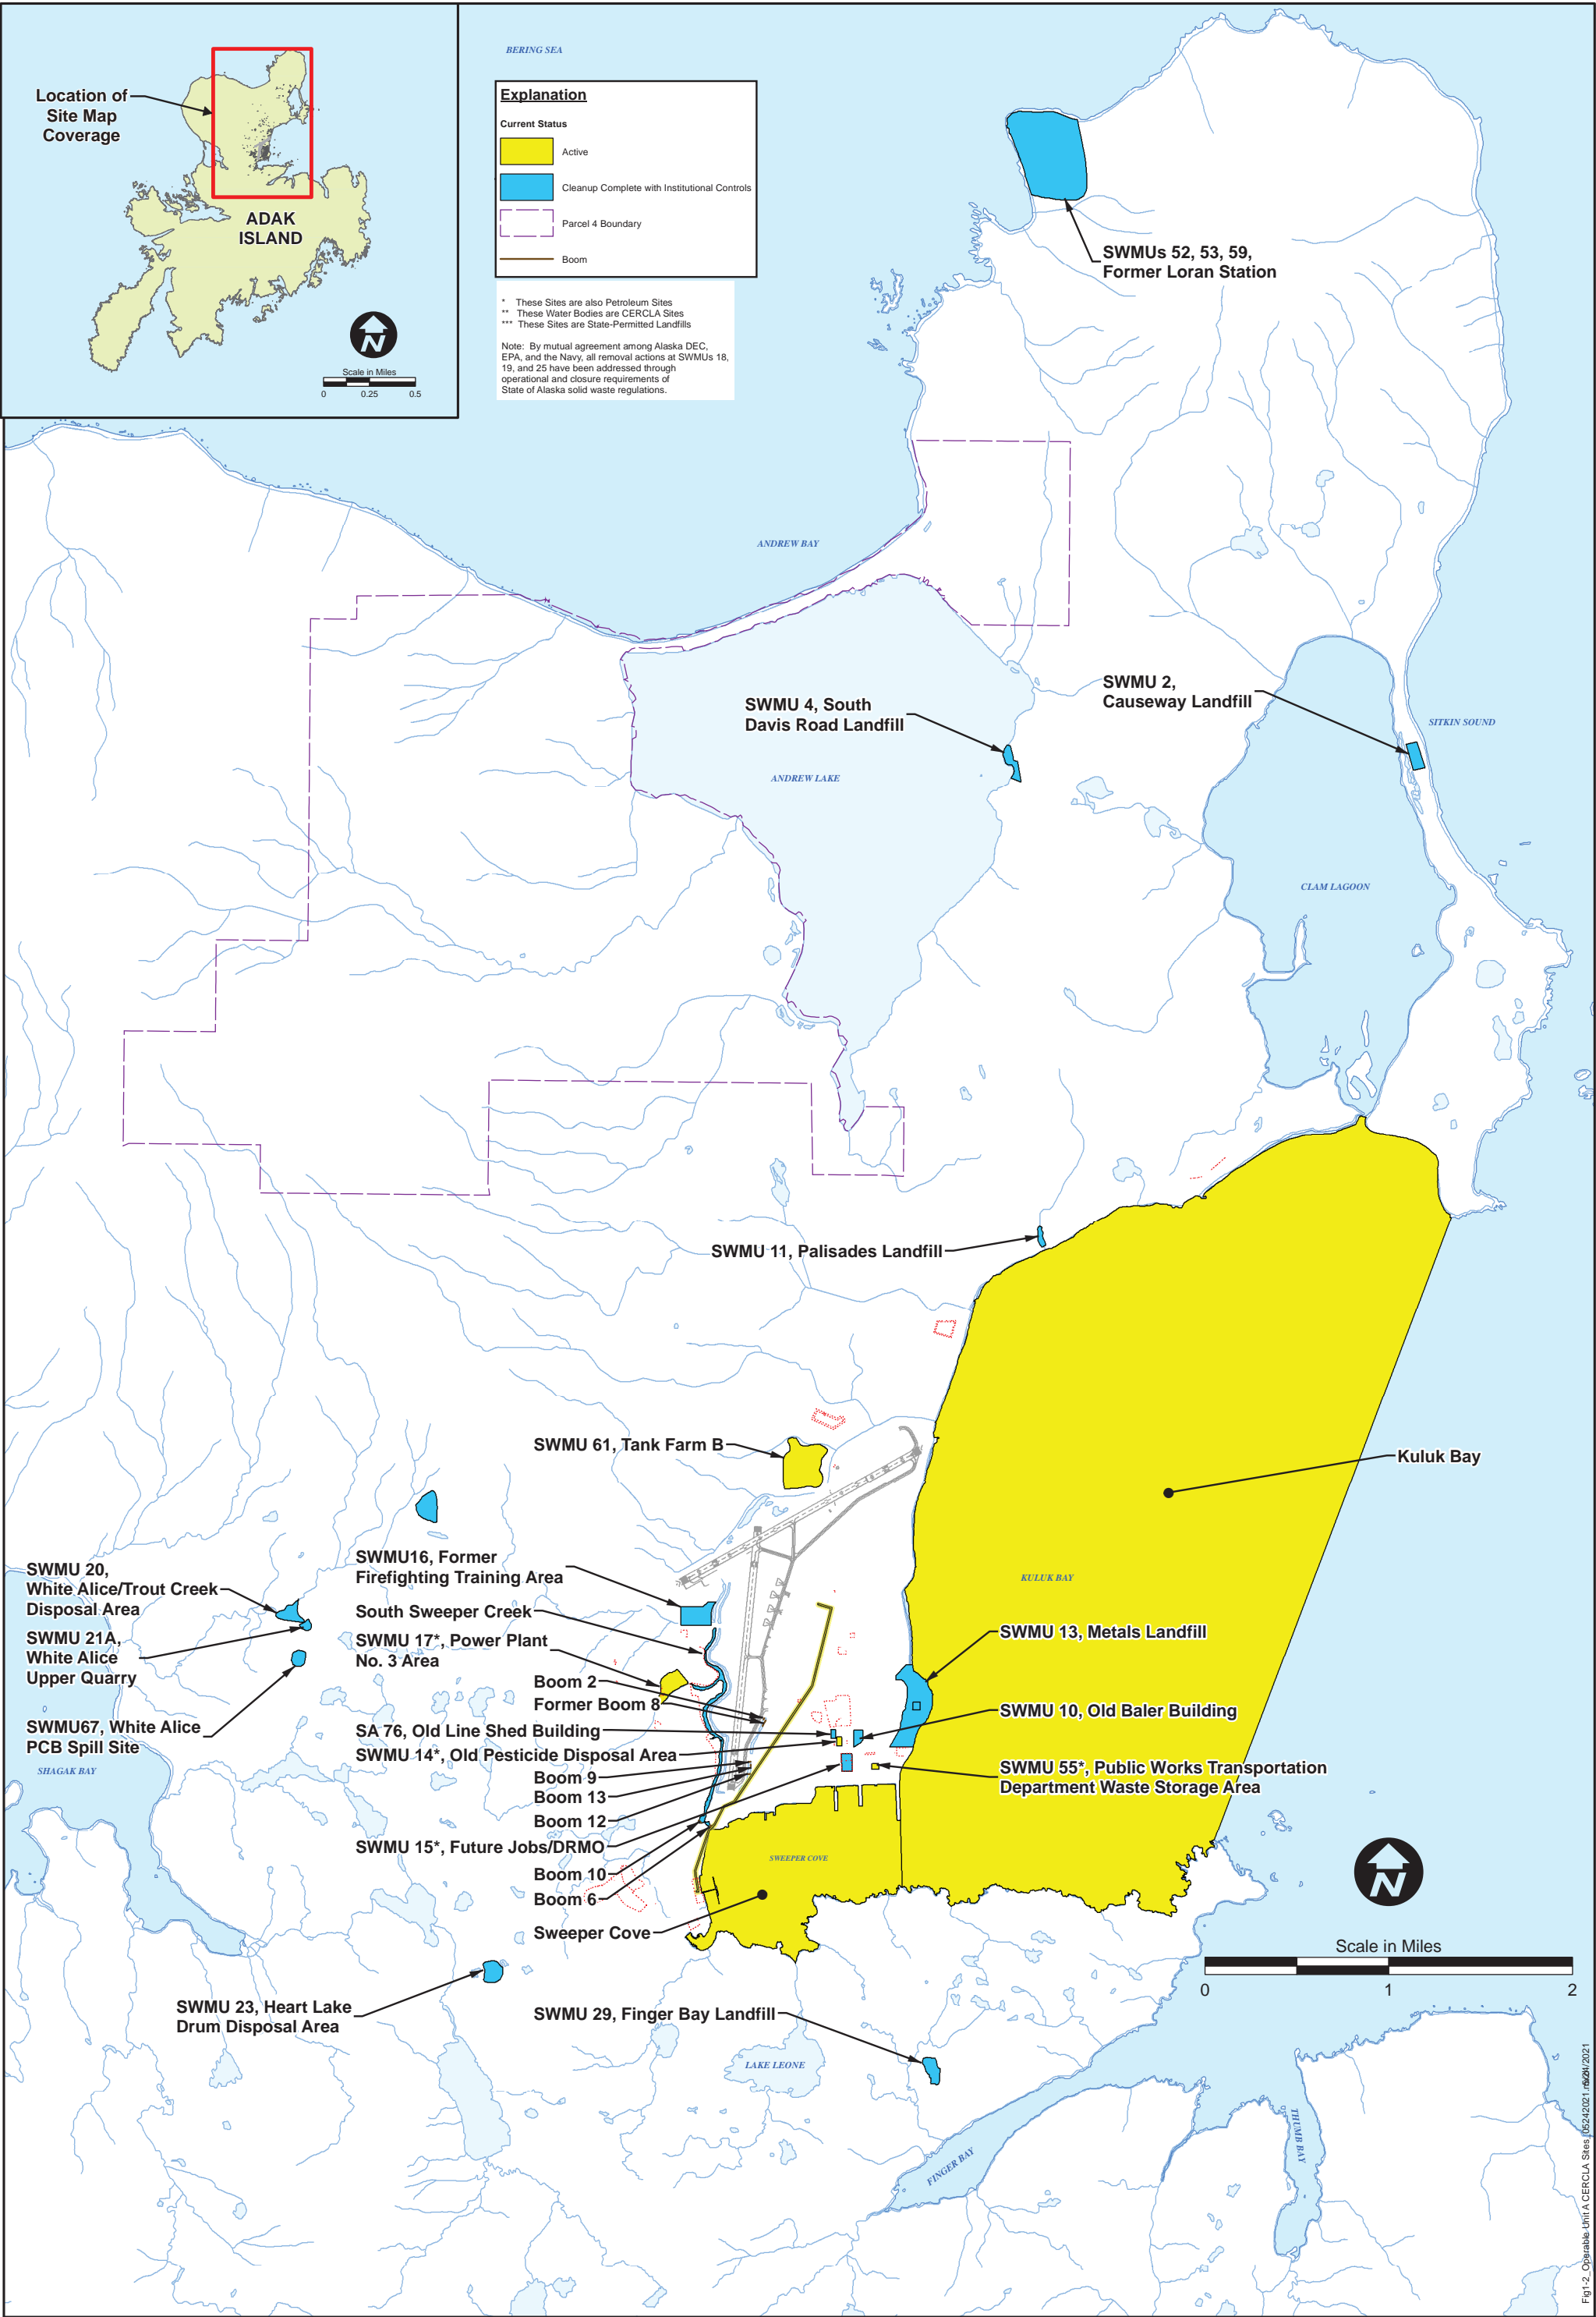 Location of
Site Map
Coverage
ADAK
ISLAND
N
Scale in Miles
0 0.25 0.5
BERING SEA
Explanation
Current Status
Active
Cleanup Complete with Institutional Controls
Parcel 4 Boundary
Boom
* These Sites are also Petroleum Sites
** These Water Bodies are CERCLA Sites
*** These Sites are State-Permitted Landfills
Note: By mutual agreement among Alaska DEC,
EPA, and the Navy, all removal actions at SWMUs 18,
19, and 25 have been addressed through
operational and closure requirements of
State of Alaska solid waste regulations.
SWMUs 52, 53, 59,
Former Loran Station
ANDREW BAY
SWMU 4, South
Davis Road Landfill
ANDREW LAKE
SWMU 2,
Causeway Landfill
SITKIN SOUND
CLAM LAGOON
SWMU 11, Palisades Landfill
SWMU 61, Tank Farm B
Kuluk Bay
KULUK BAY
SWMU 20,
White Alice/Trout Creek
Disposal Area
SWMU 21A,
White Alice
Upper Quarry
SWMU67, White Alice
PCB Spill Site
SHAGAK BAY
SWMU16, Former
Firefighting Training Area
South Sweeper Creek
SWMU 17*, Power Plant
No. 3 Area
Boom 2
Former Boom 8
SA 76, Old Line Shed Building
SWMU 14*, Old Pesticide Disposal Area
Boom 9
Boom 13
Boom 12
SWMU 15*, Future Jobs/DRMO
Boom 10
Boom 6
Sweeper Cove
SWMU 13, Metals Landfill
SWMU 10, Old Baler Building
SWMU 55*, Public Works Transportation
Department Waste Storage Area
SWEEPER COVE
N
Scale in Miles
0 1 2
SWMU 23, Heart Lake
Drum Disposal Area
SWMU 29, Finger Bay Landfill
LAKE LEONE
FINGER BAY
THUMB BAY
Fig1-2_Operable Unit A CERCLA Sites